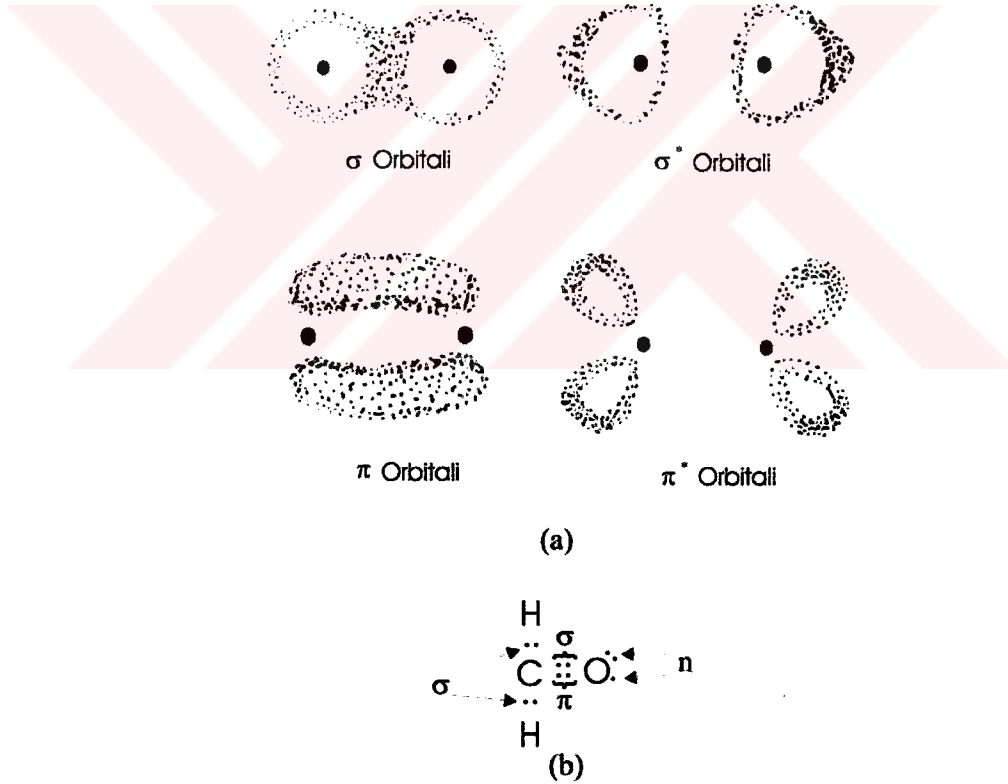 σ Orbitali σ* Orbitali
π Orbitali π* Orbitali
(a)
H
σ
C :: O: n
σ π
H
(b)